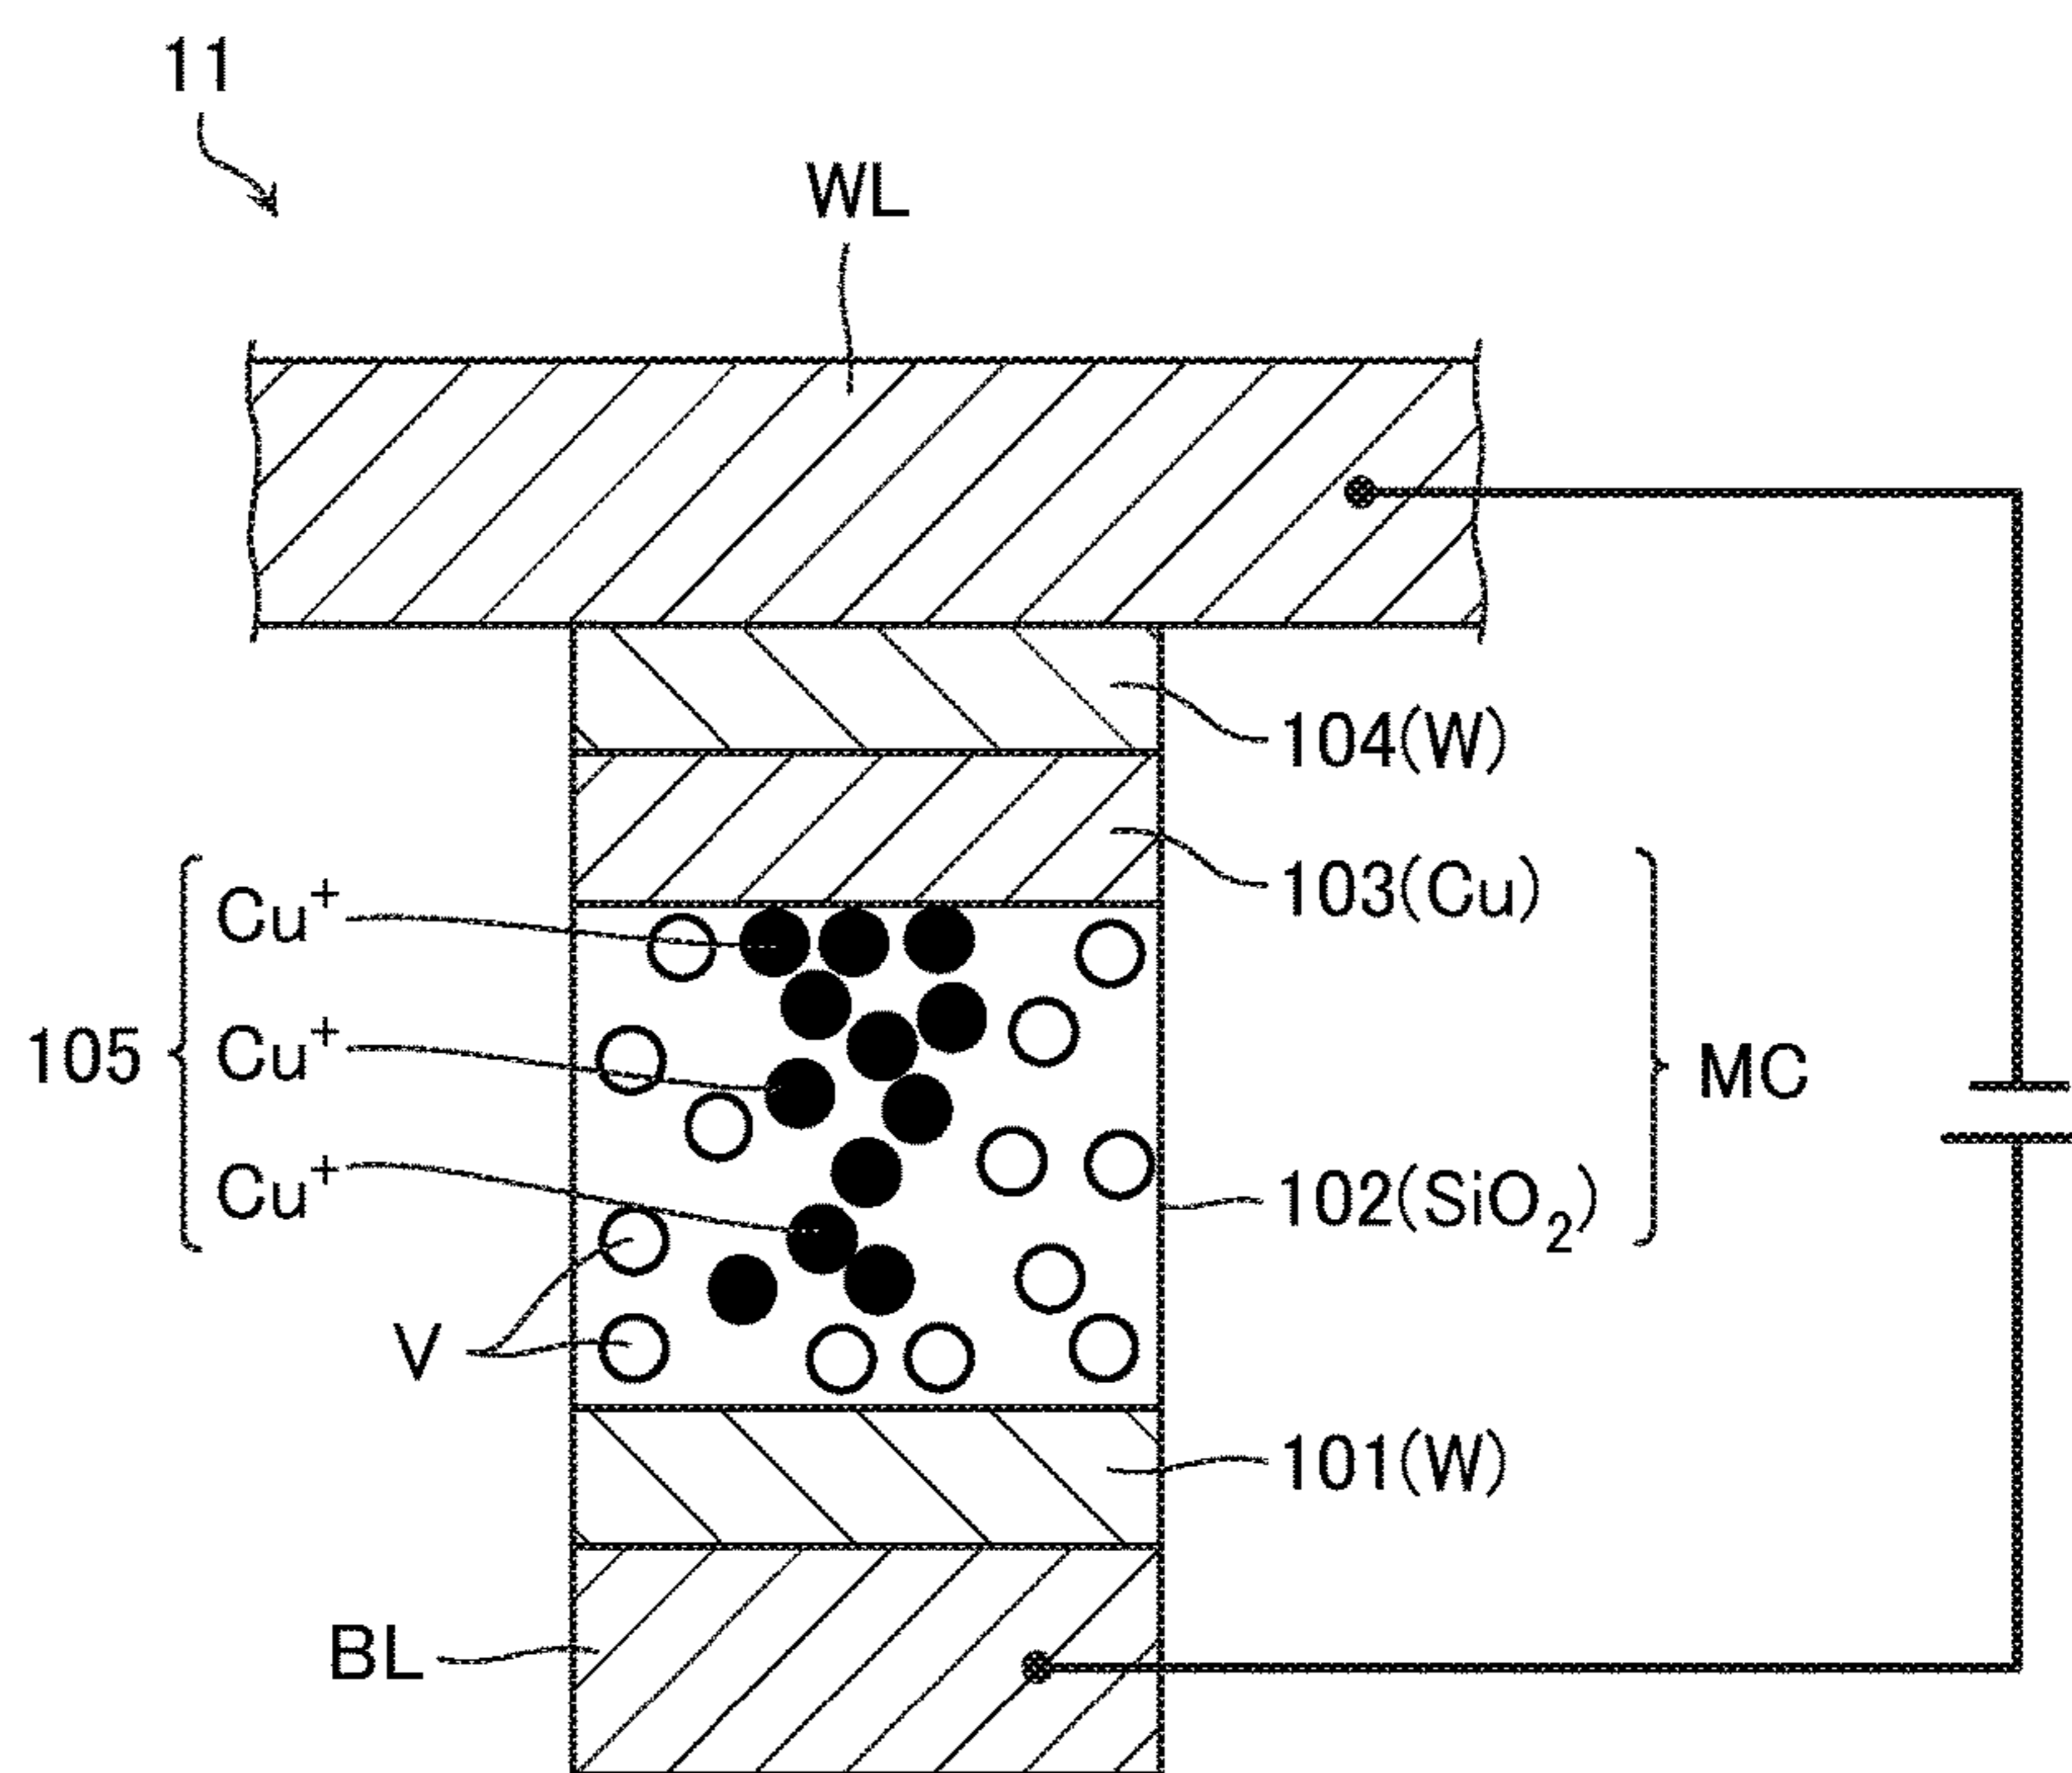 11
WL
104(W)
103(Cu)
Cu⁺
105
Cu⁺
MC
Cu⁺
102(SiO₂)
V
101(W)
BL